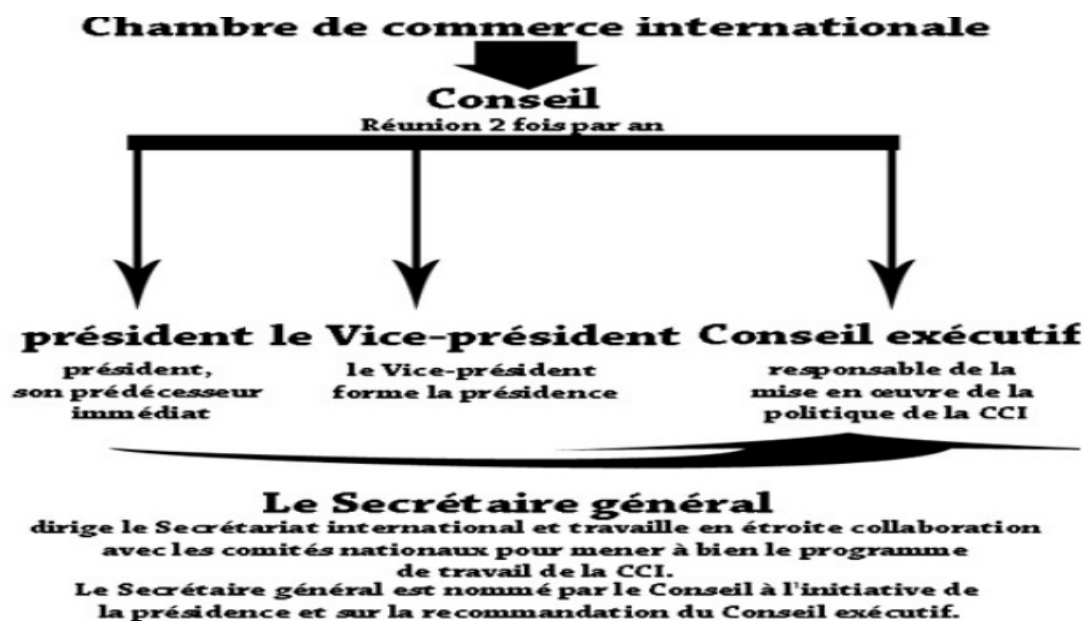 Chambre de commerce internationale
Conseil
Réunion 2 fois par an
président le Vice-président Conseil exécutif
président,
son prédécesseur
immédiat
le Vice-président
forme la présidence
responsable de la
mise en œuvre de la
politique de la CCI
Le Secrétaire général
dirige le Secrétariat international et travaille en étroite collaboration
avec les comités nationaux pour mener à bien le programme
de travail de la CCI.
Le Secrétaire général est nommé par le Conseil à l'initiative de
la présidence et sur la recommandation du Conseil exécutif.